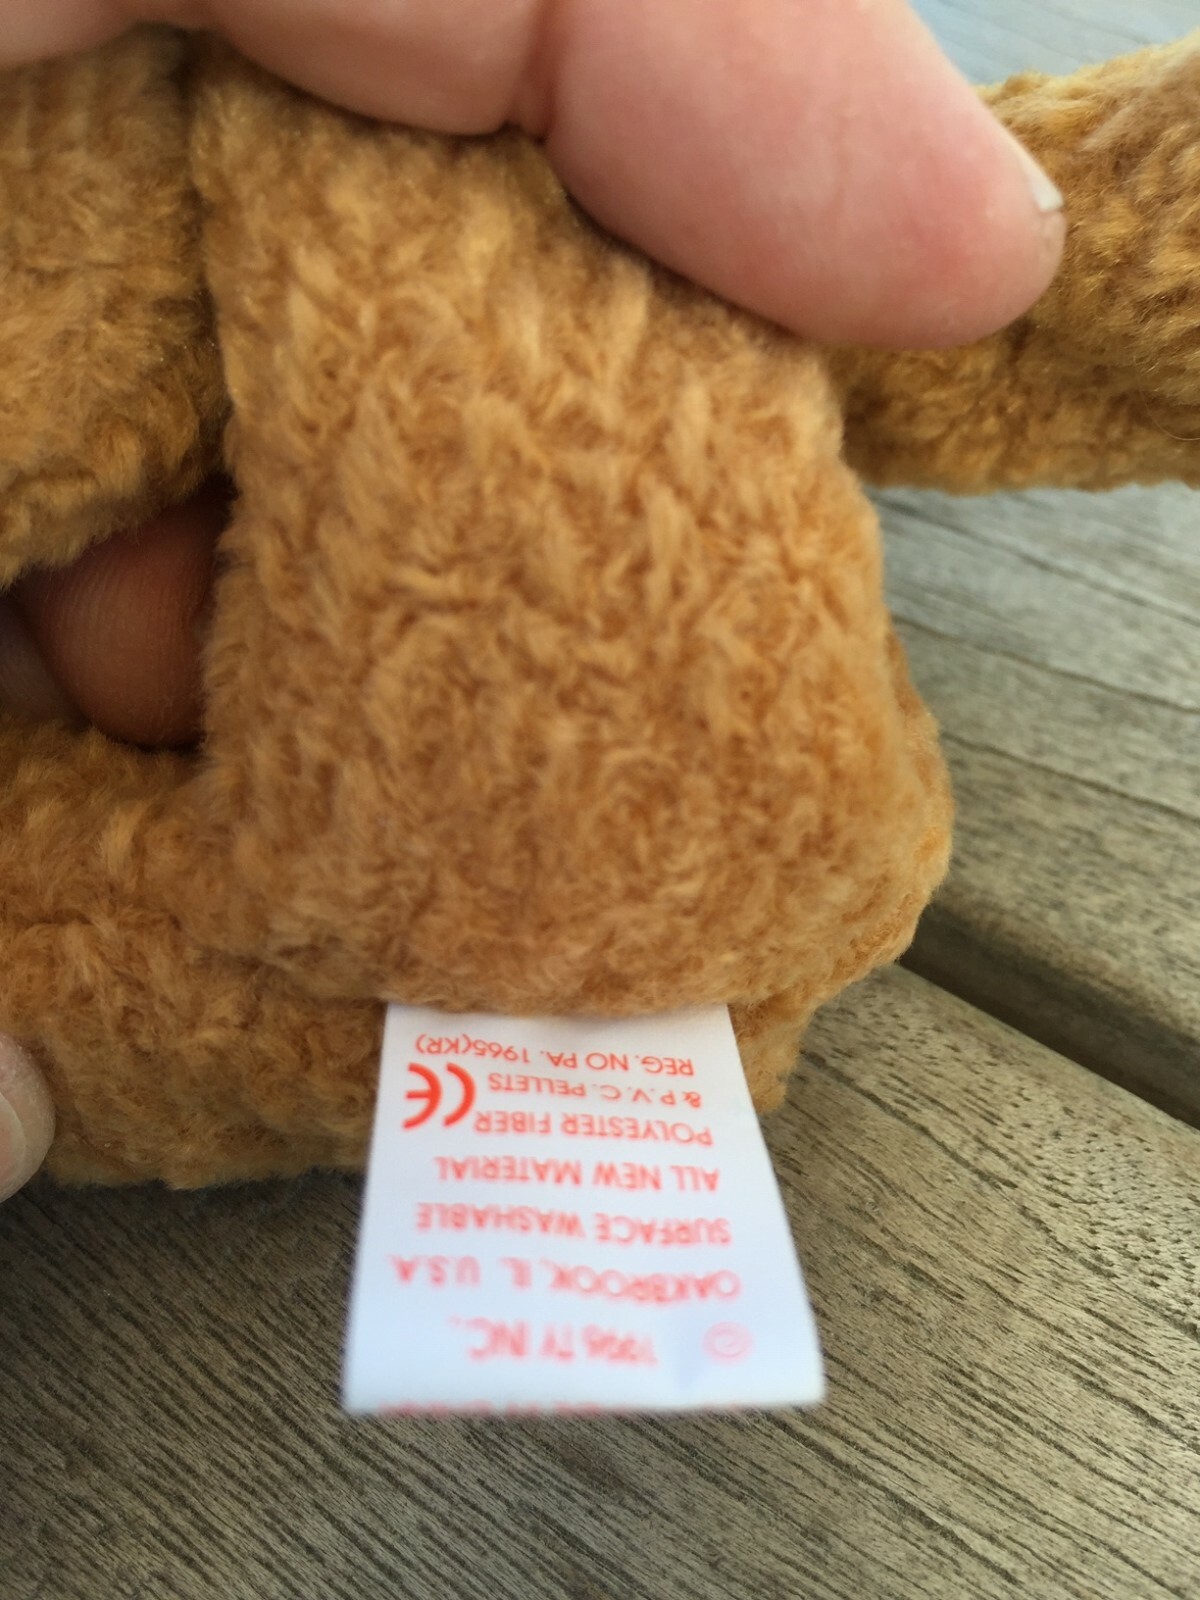 © 1996 TY INC.,
OAKBROOK, IL U.S.A.
SURFACE WASHABLE
ALL NEW MATERIAL
POLYESTER FIBER
& P.V.C. PELLETS CE
REG. NO PA. 1965(KR)